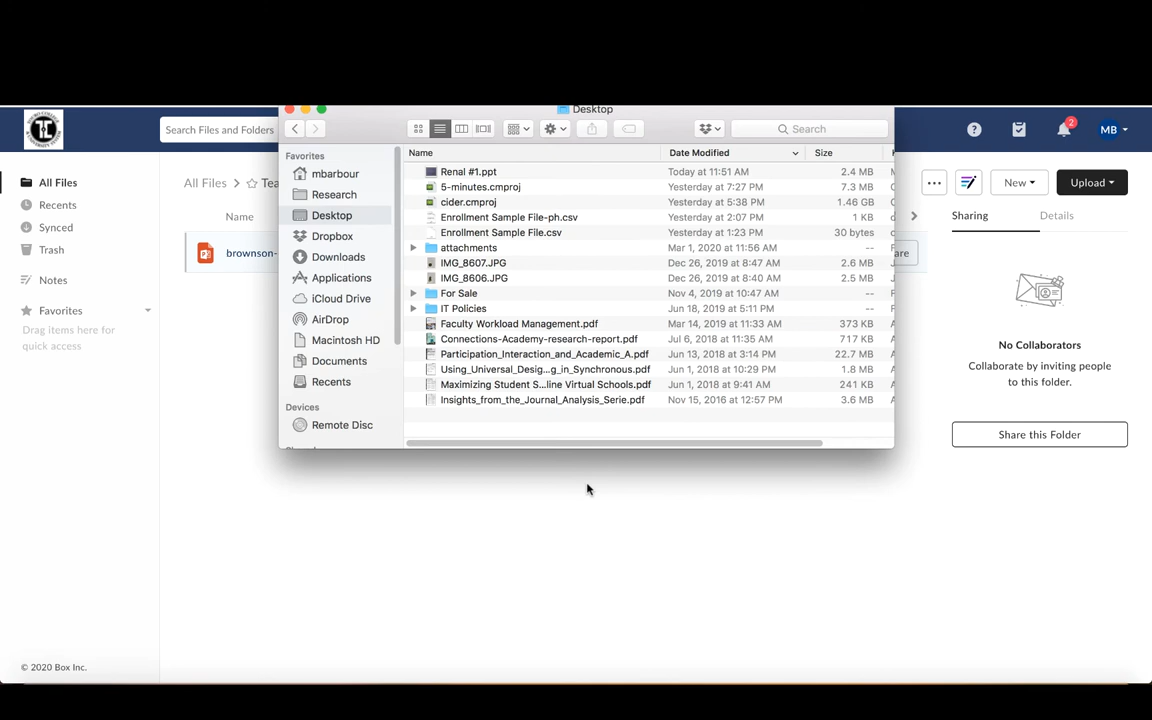 Desktop
Search Files and Folders
Search
2
MB
Favorites
mbarbour
Research
Desktop
Dropbox
Downloads
Applications
iCloud Drive
AirDrop
Macintosh HD
Documents
Recents
Devices
Remote Disc
Name Date Modified Size
Renal #1.ppt Today at 11:51 AM 2.4 MB
5-minutes.cmproj Yesterday at 7:27 PM 7.3 MB
cider.cmproj Yesterday at 5:38 PM 1.46 GB
Enrollment Sample File-ph.csv Yesterday at 2:07 PM 1 KB
Enrollment Sample File.csv Yesterday at 1:23 PM 30 bytes
attachments Mar 1, 2020 at 11:56 AM --
IMG_8607.JPG Dec 26, 2019 at 8:47 AM 2.6 MB
IMG_8606.JPG Dec 26, 2019 at 8:40 AM 2.5 MB
For Sale Nov 4, 2019 at 10:47 AM --
IT Policies Jun 18, 2019 at 5:11 PM --
Faculty Workload Management.pdf Mar 14, 2019 at 11:33 AM 373 KB
Connections-Academy-research-report.pdf Jul 6, 2018 at 11:35 AM 717 KB
Participation_Interaction_and_Academic_A.pdf Jun 13, 2018 at 3:14 PM 22.7 MB
Using_Universal_Desig...g_in_Synchronous.pdf Jun 1, 2018 at 10:29 PM 1.8 MB
Maximizing Student S...line Virtual Schools.pdf Jun 1, 2018 at 9:41 AM 241 KB
Insights_from_the_Journal_Analysis_Serie.pdf Nov 15, 2016 at 12:57 PM 3.6 MB
All Files
Recents
Synced
Trash
Notes
Favorites
Drag items here for
quick access
© 2020 Box Inc.
All Files > Tea
Name
brownson-
are
... New Upload
Sharing Details
No Collaborators
Collaborate by inviting people
to this folder.
Share this Folder